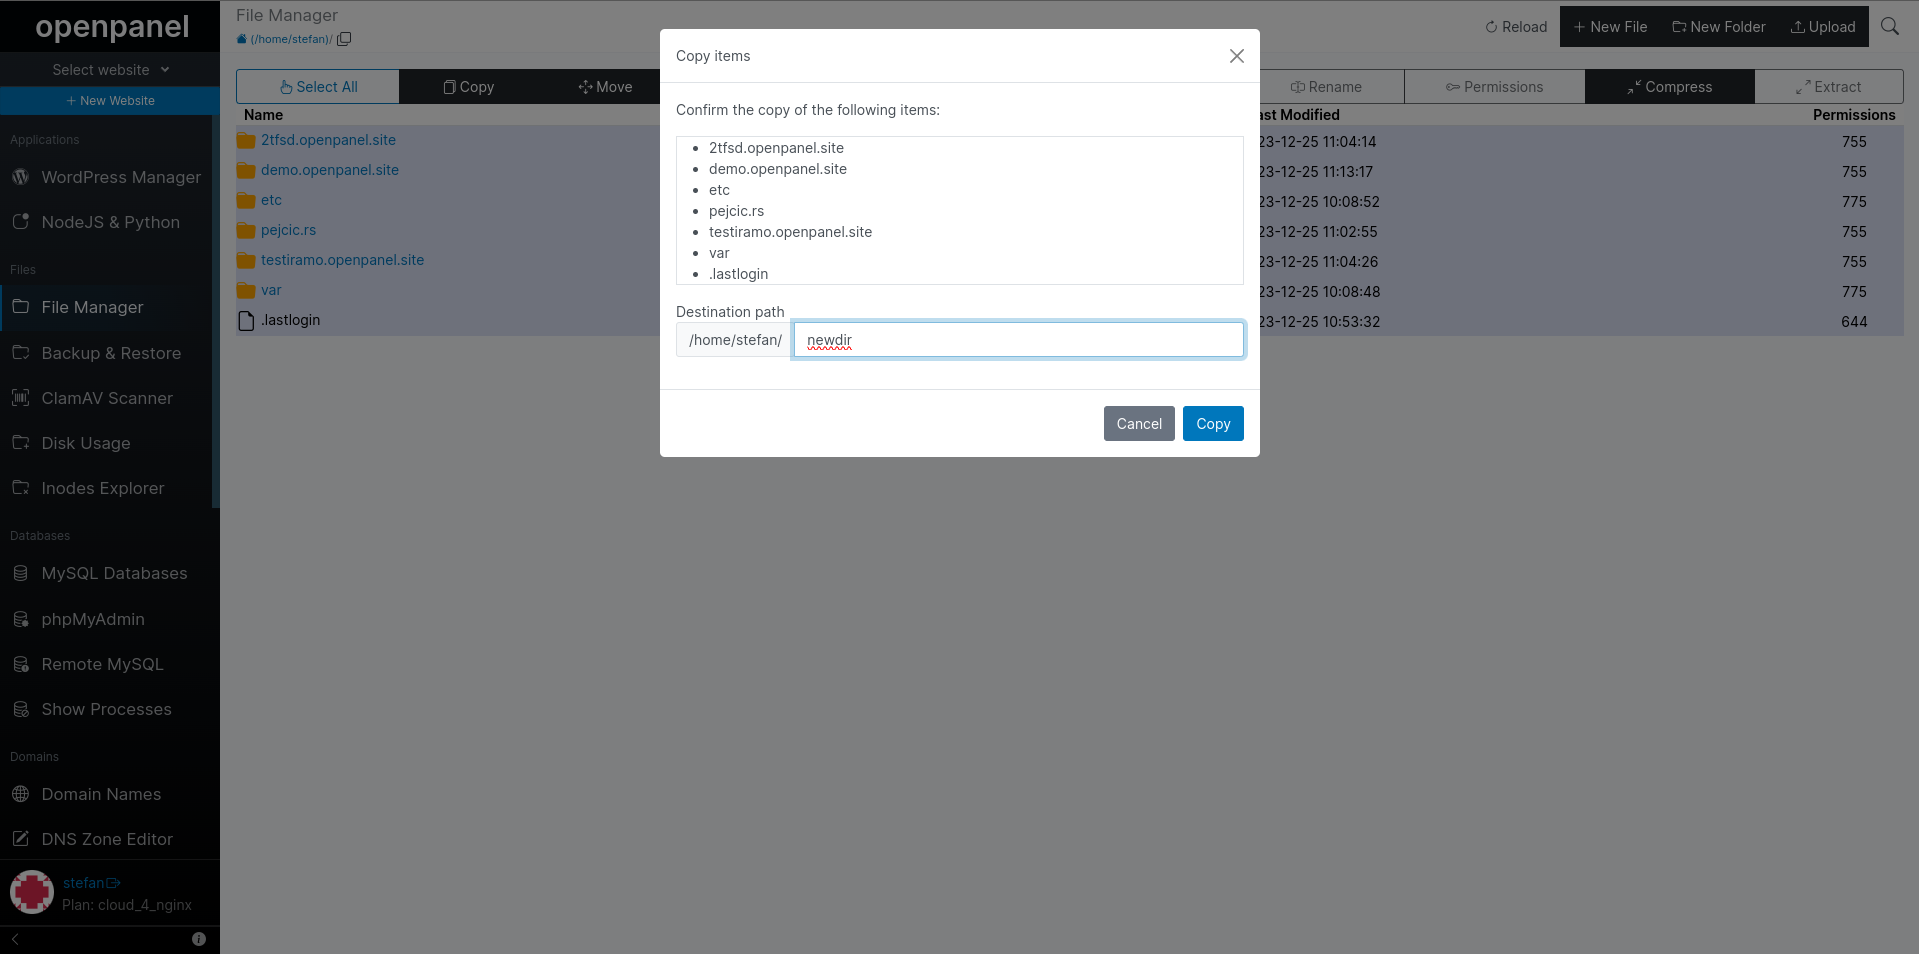 openpanel
Select website
+ New Website
Applications
WordPress Manager
NodeJS & Python
Files
File Manager
Backup & Restore
ClamAV Scanner
Disk Usage
Inodes Explorer
Databases
MySQL Databases
phpMyAdmin
Remote MySQL
Show Processes
Domains
Domain Names
DNS Zone Editor
stefan
Plan: cloud_4_nginx
File Manager
(/home/stefan)/
Reload
+ New File
New Folder
Upload
Select All
Copy
Move
Rename
Permissions
Compress
Extract
Name
ast Modified
Permissions
2tfsd.openpanel.site
23-12-25 11:04:14
755
demo.openpanel.site
23-12-25 11:13:17
755
etc
23-12-25 10:08:52
775
pejcic.rs
23-12-25 11:02:55
755
testiramo.openpanel.site
23-12-25 11:04:26
755
var
23-12-25 10:08:48
775
.lastlogin
23-12-25 10:53:32
644
Copy items
Confirm the copy of the following items:
• 2tfsd.openpanel.site
• demo.openpanel.site
• etc
• pejcic.rs
• testiramo.openpanel.site
• var
• .lastlogin
Destination path
/home/stefan/ newdir
Cancel
Copy